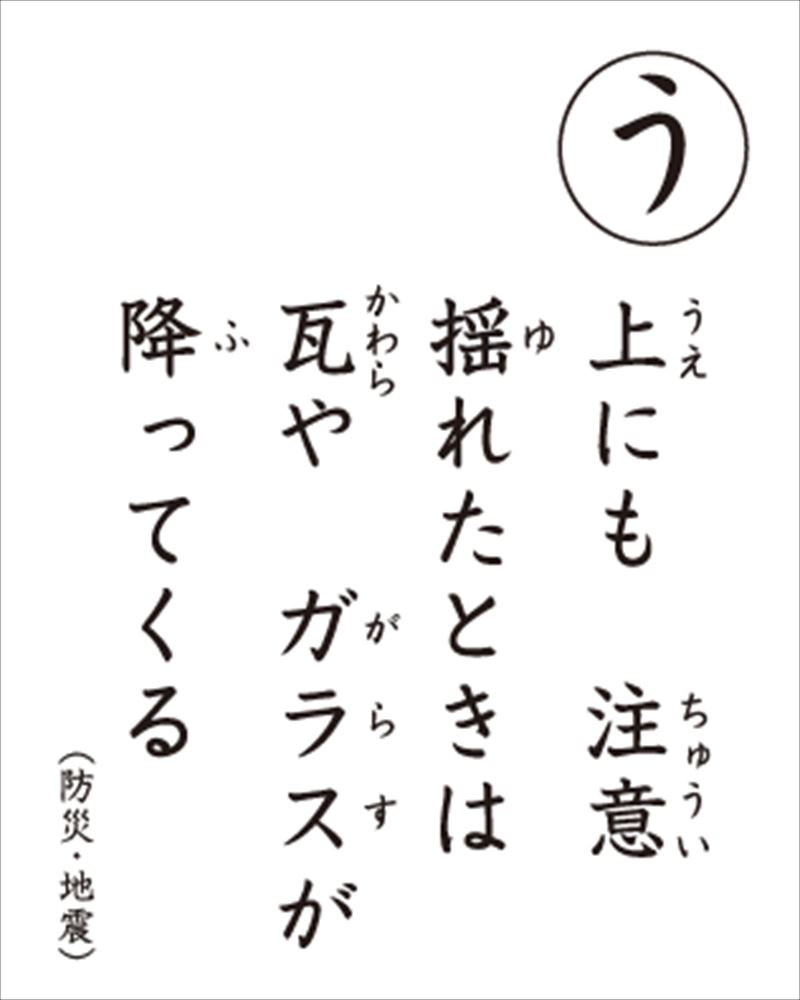 う
上にも　注意
揺れたときは
瓦や　ガラスが
降ってくる
（防災・地震）
うえ
ちゅうい
ゆ
かわら
がらす
ふ